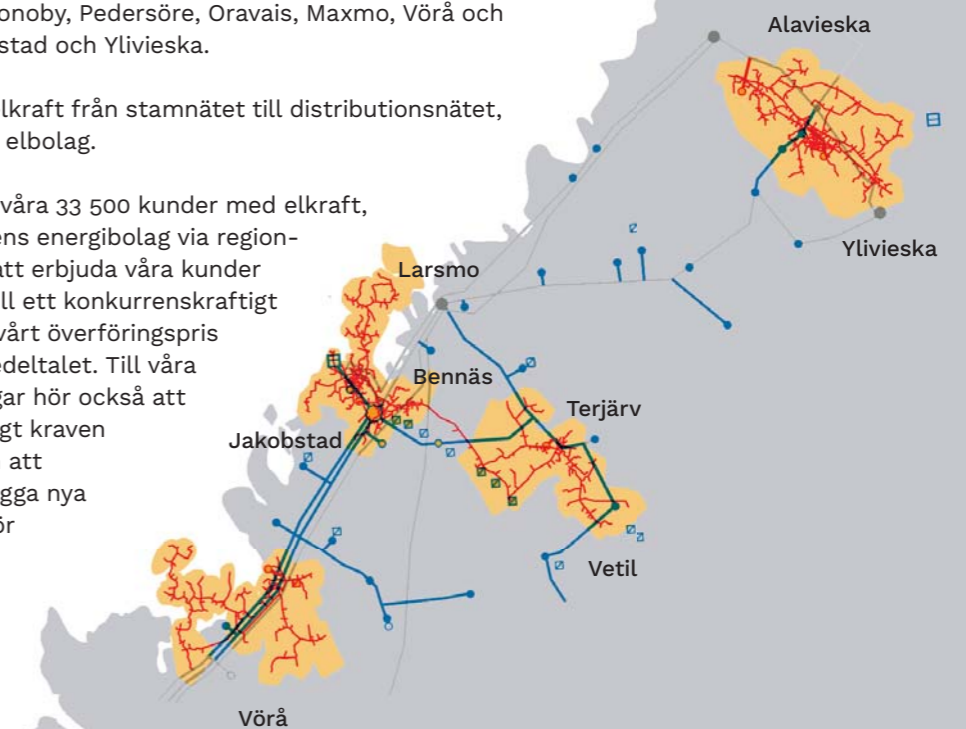 onoby, Pedersöre, Oravais, Maxmo, Vörå och
stad och Ylivieska.
lkraft från stamnätet till distributionsnätet,
elbolag.
våra 33 500 kunder med elkraft,
ens energibolag via region-
att erbjuda våra kunder
ll ett konkurrenskraftigt
vårt överföringspris
edeltalet. Till våra
gar hör också att
gt kraven
att
gga nya
ör
Alavieska
Ylivieska
Larsmo
Bennäs
Terjärv
Jakobstad
Vetil
Vörå